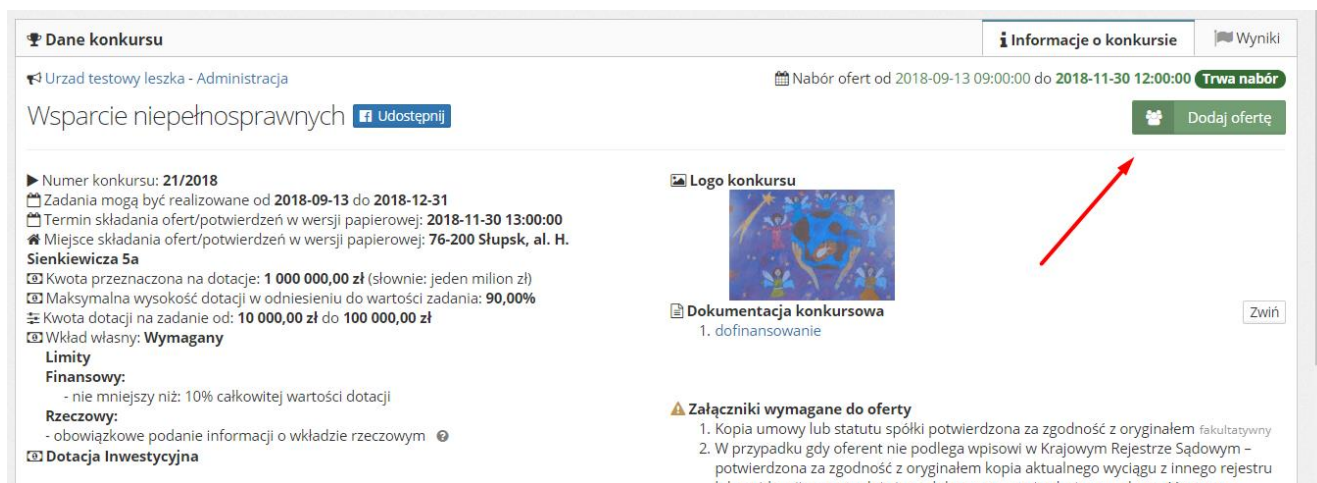 Dane konkursu
Informacje o konkursie
Wyniki
Urzad testowy leszka - Administracja
Nabór ofert od 2018-09-13 09:00:00 do 2018-11-30 12:00:00 Trwa nabór
Wsparcie niepełnosprawnych
Udostępnij
Dodaj ofertę
Numer konkursu: 21/2018
Zadania mogą być realizowane od 2018-09-13 do 2018-12-31
Termin składania ofert/potwierdzeń w wersji papierowej: 2018-11-30 13:00:00
Miejsce składania ofert/potwierdzeń w wersji papierowej: 76-200 Słupsk, al. H.
Sienkiewicza 5a
Kwota przeznaczona na dotacje: 1 000 000,00 zł (słownie: jeden milion zł)
Maksymalna wysokość dotacji w odniesieniu do wartości zadania: 90,00%
Kwota dotacji na zadanie od: 10 000,00 zł do 100 000,00 zł
Wkład własny: Wymagany
Limity
Finansowy:
- nie mniejszy niż: 10% całkowitej wartości dotacji
Rzeczowy:
- obowiązkowe podanie informacji o wkładzie rzeczowym
Dotacja Inwestycyjna
Logo konkursu
Dokumentacja konkursowa
Zwiń
1. dofinansowanie
Załączniki wymagane do oferty
1. Kopia umowy lub statutu spółki potwierdzona za zgodność z oryginałem fakultatywny
2. W przypadku gdy oferent nie podlega wpisowi w Krajowym Rejestrze Sądowym –
potwierdzona za zgodność z oryginałem kopia aktualnego wyciągu z innego rejestru